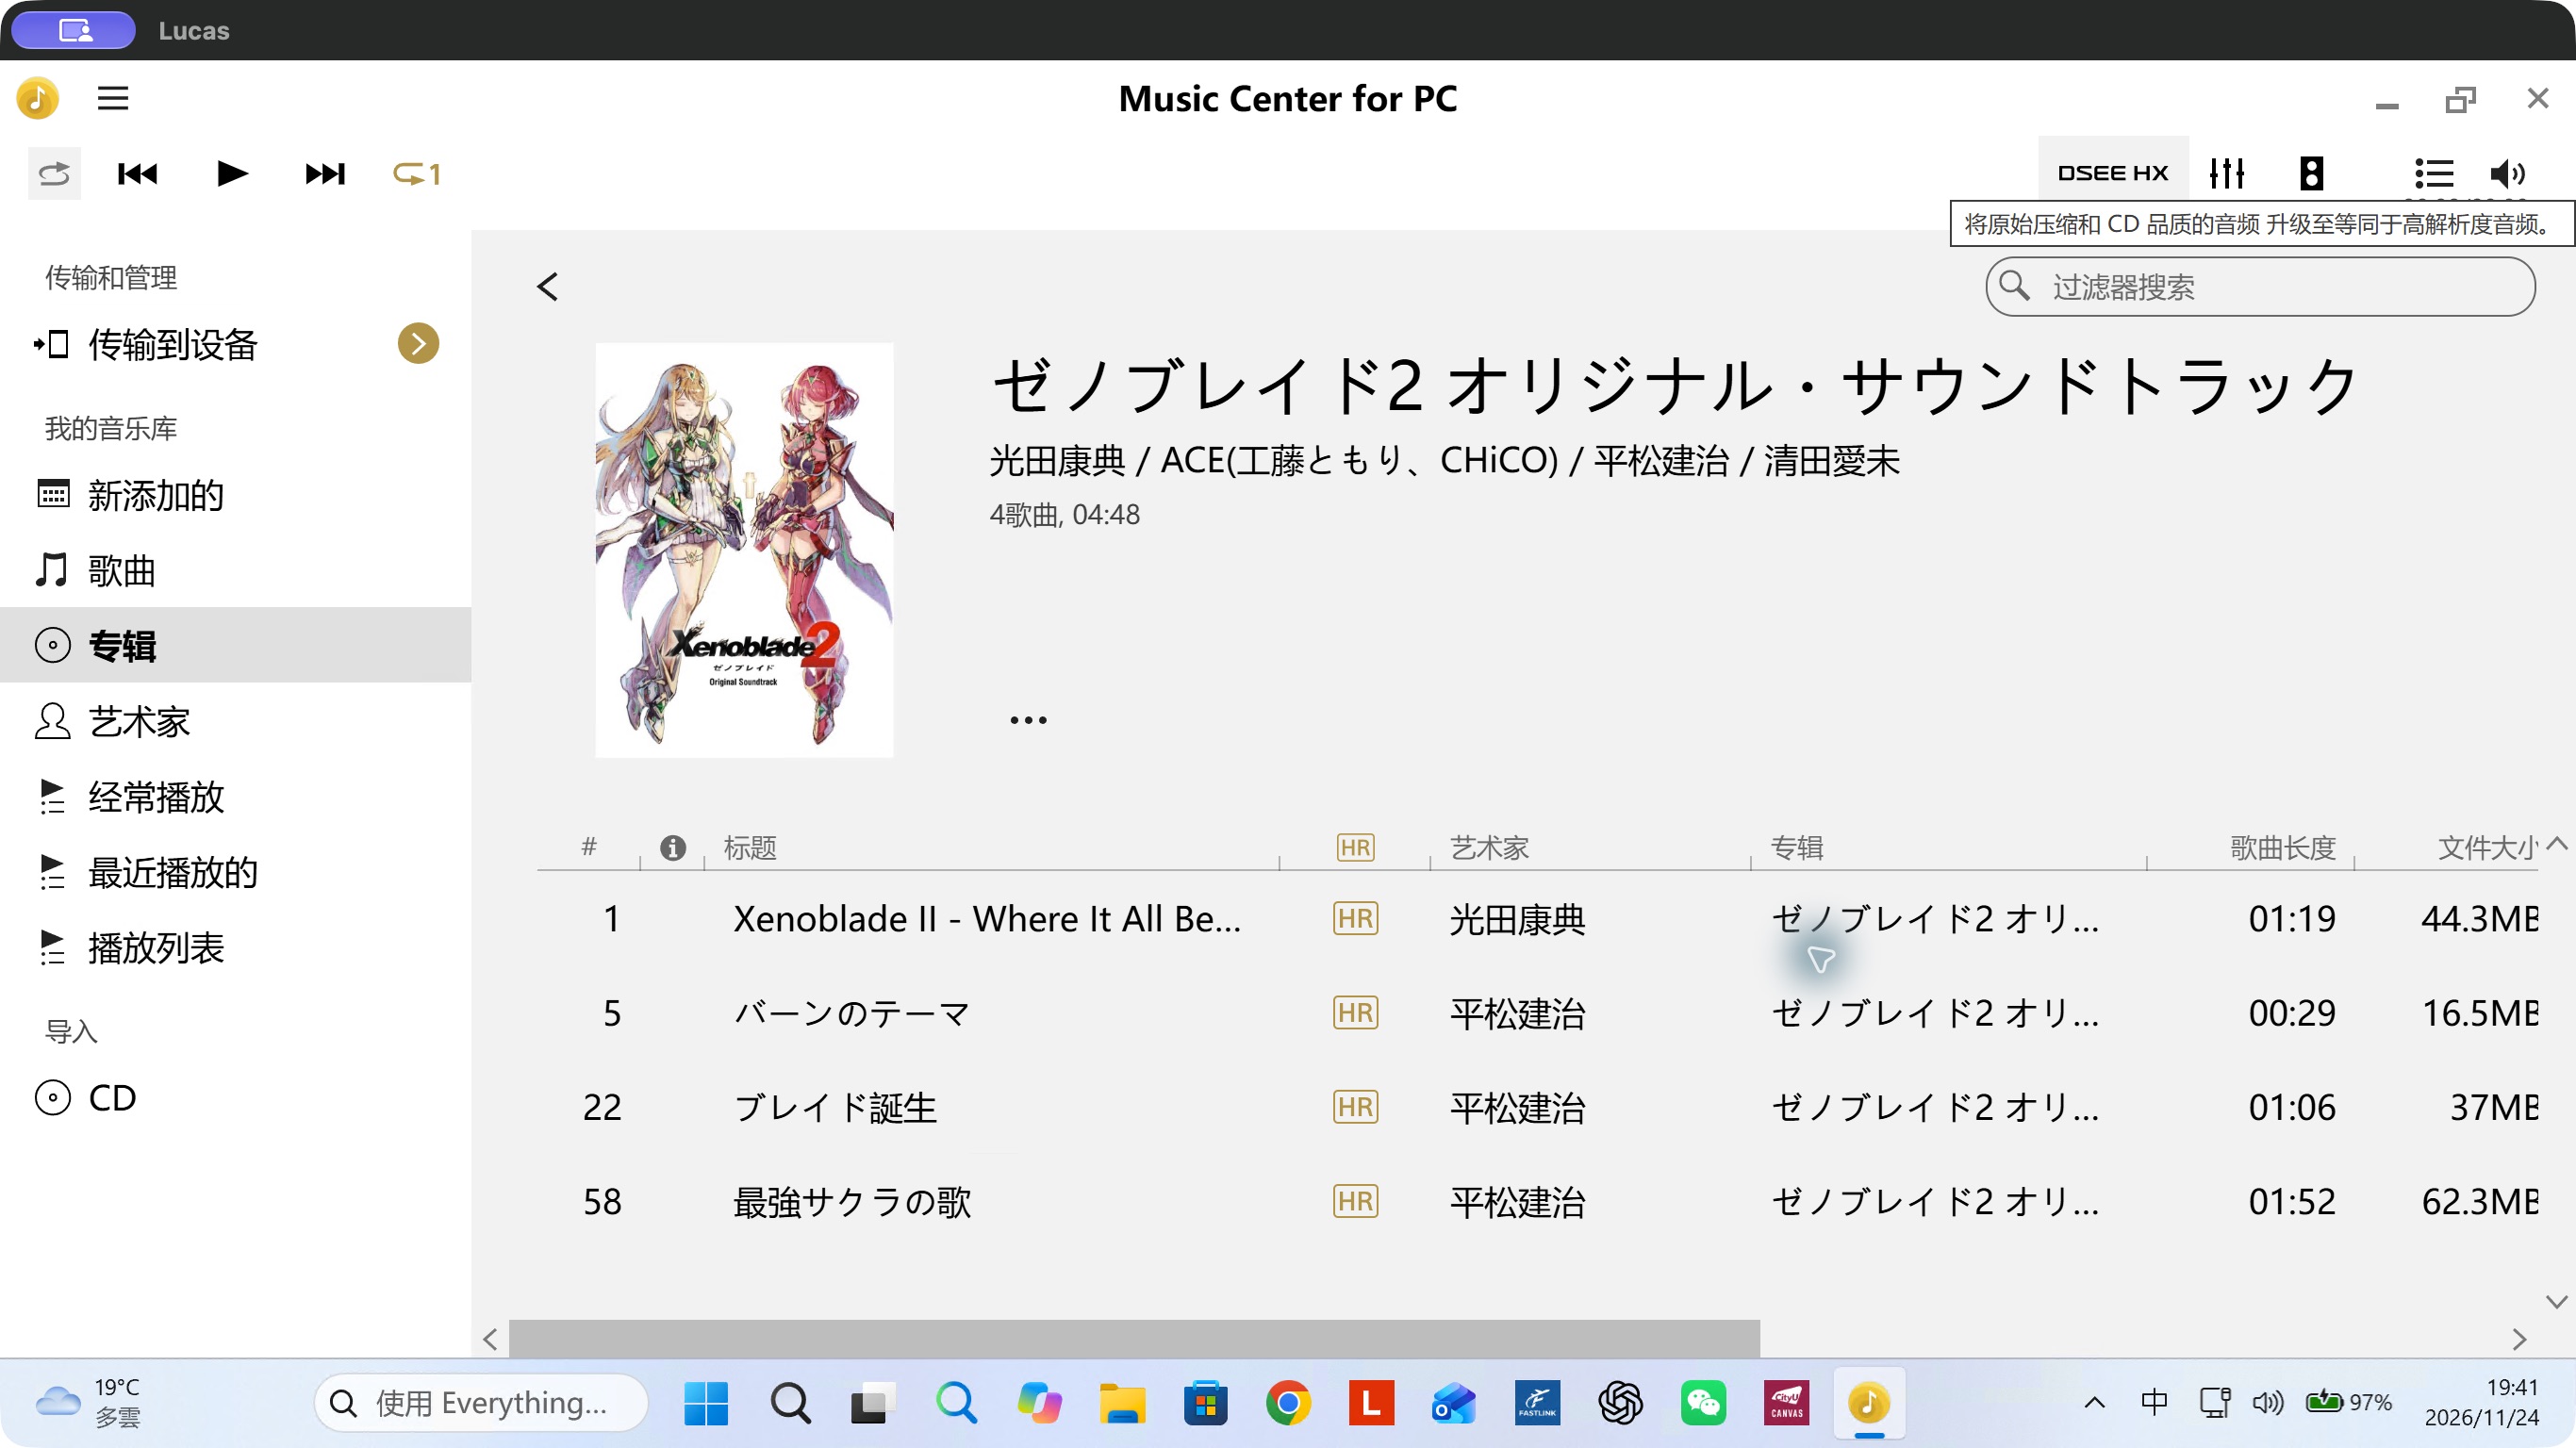 Lucas
Music Center for PC
1
DSEE HX
将原始压缩和 CD 品质的音频 升级至等同于高解析度音频。
传输和管理
过滤器搜索
传输到设备
ゼノブレイド2 オリジナル・サウンドトラック
光田康典 / ACE(工藤ともり、CHiCO) / 平松建治 / 清田愛未
4歌曲, 04:48
我的音乐库
新添加的
歌曲
专辑
艺术家
经常播放
最近播放的
播放列表
导入
CD
Xenoblade2
ゼノブレイド
Original Soundtrack
# 标题 HR 艺术家 专辑 歌曲长度 文件大小
1 Xenoblade II - Where It All Be... HR 光田康典 ゼノブレイド2 オリ... 01:19 44.3MB
5 バーンのテーマ HR 平松建治 ゼノブレイド2 オリ... 00:29 16.5MB
22 ブレイド誕生 HR 平松建治 ゼノブレイド2 オリ... 01:06 37MB
58 最強サクラの歌 HR 平松建治 ゼノブレイド2 オリ... 01:52 62.3MB
19°C
多雲
使用 Everything...
L
FASTLINK
CityU
CANVAS
中
97%
19:41
2026/11/24